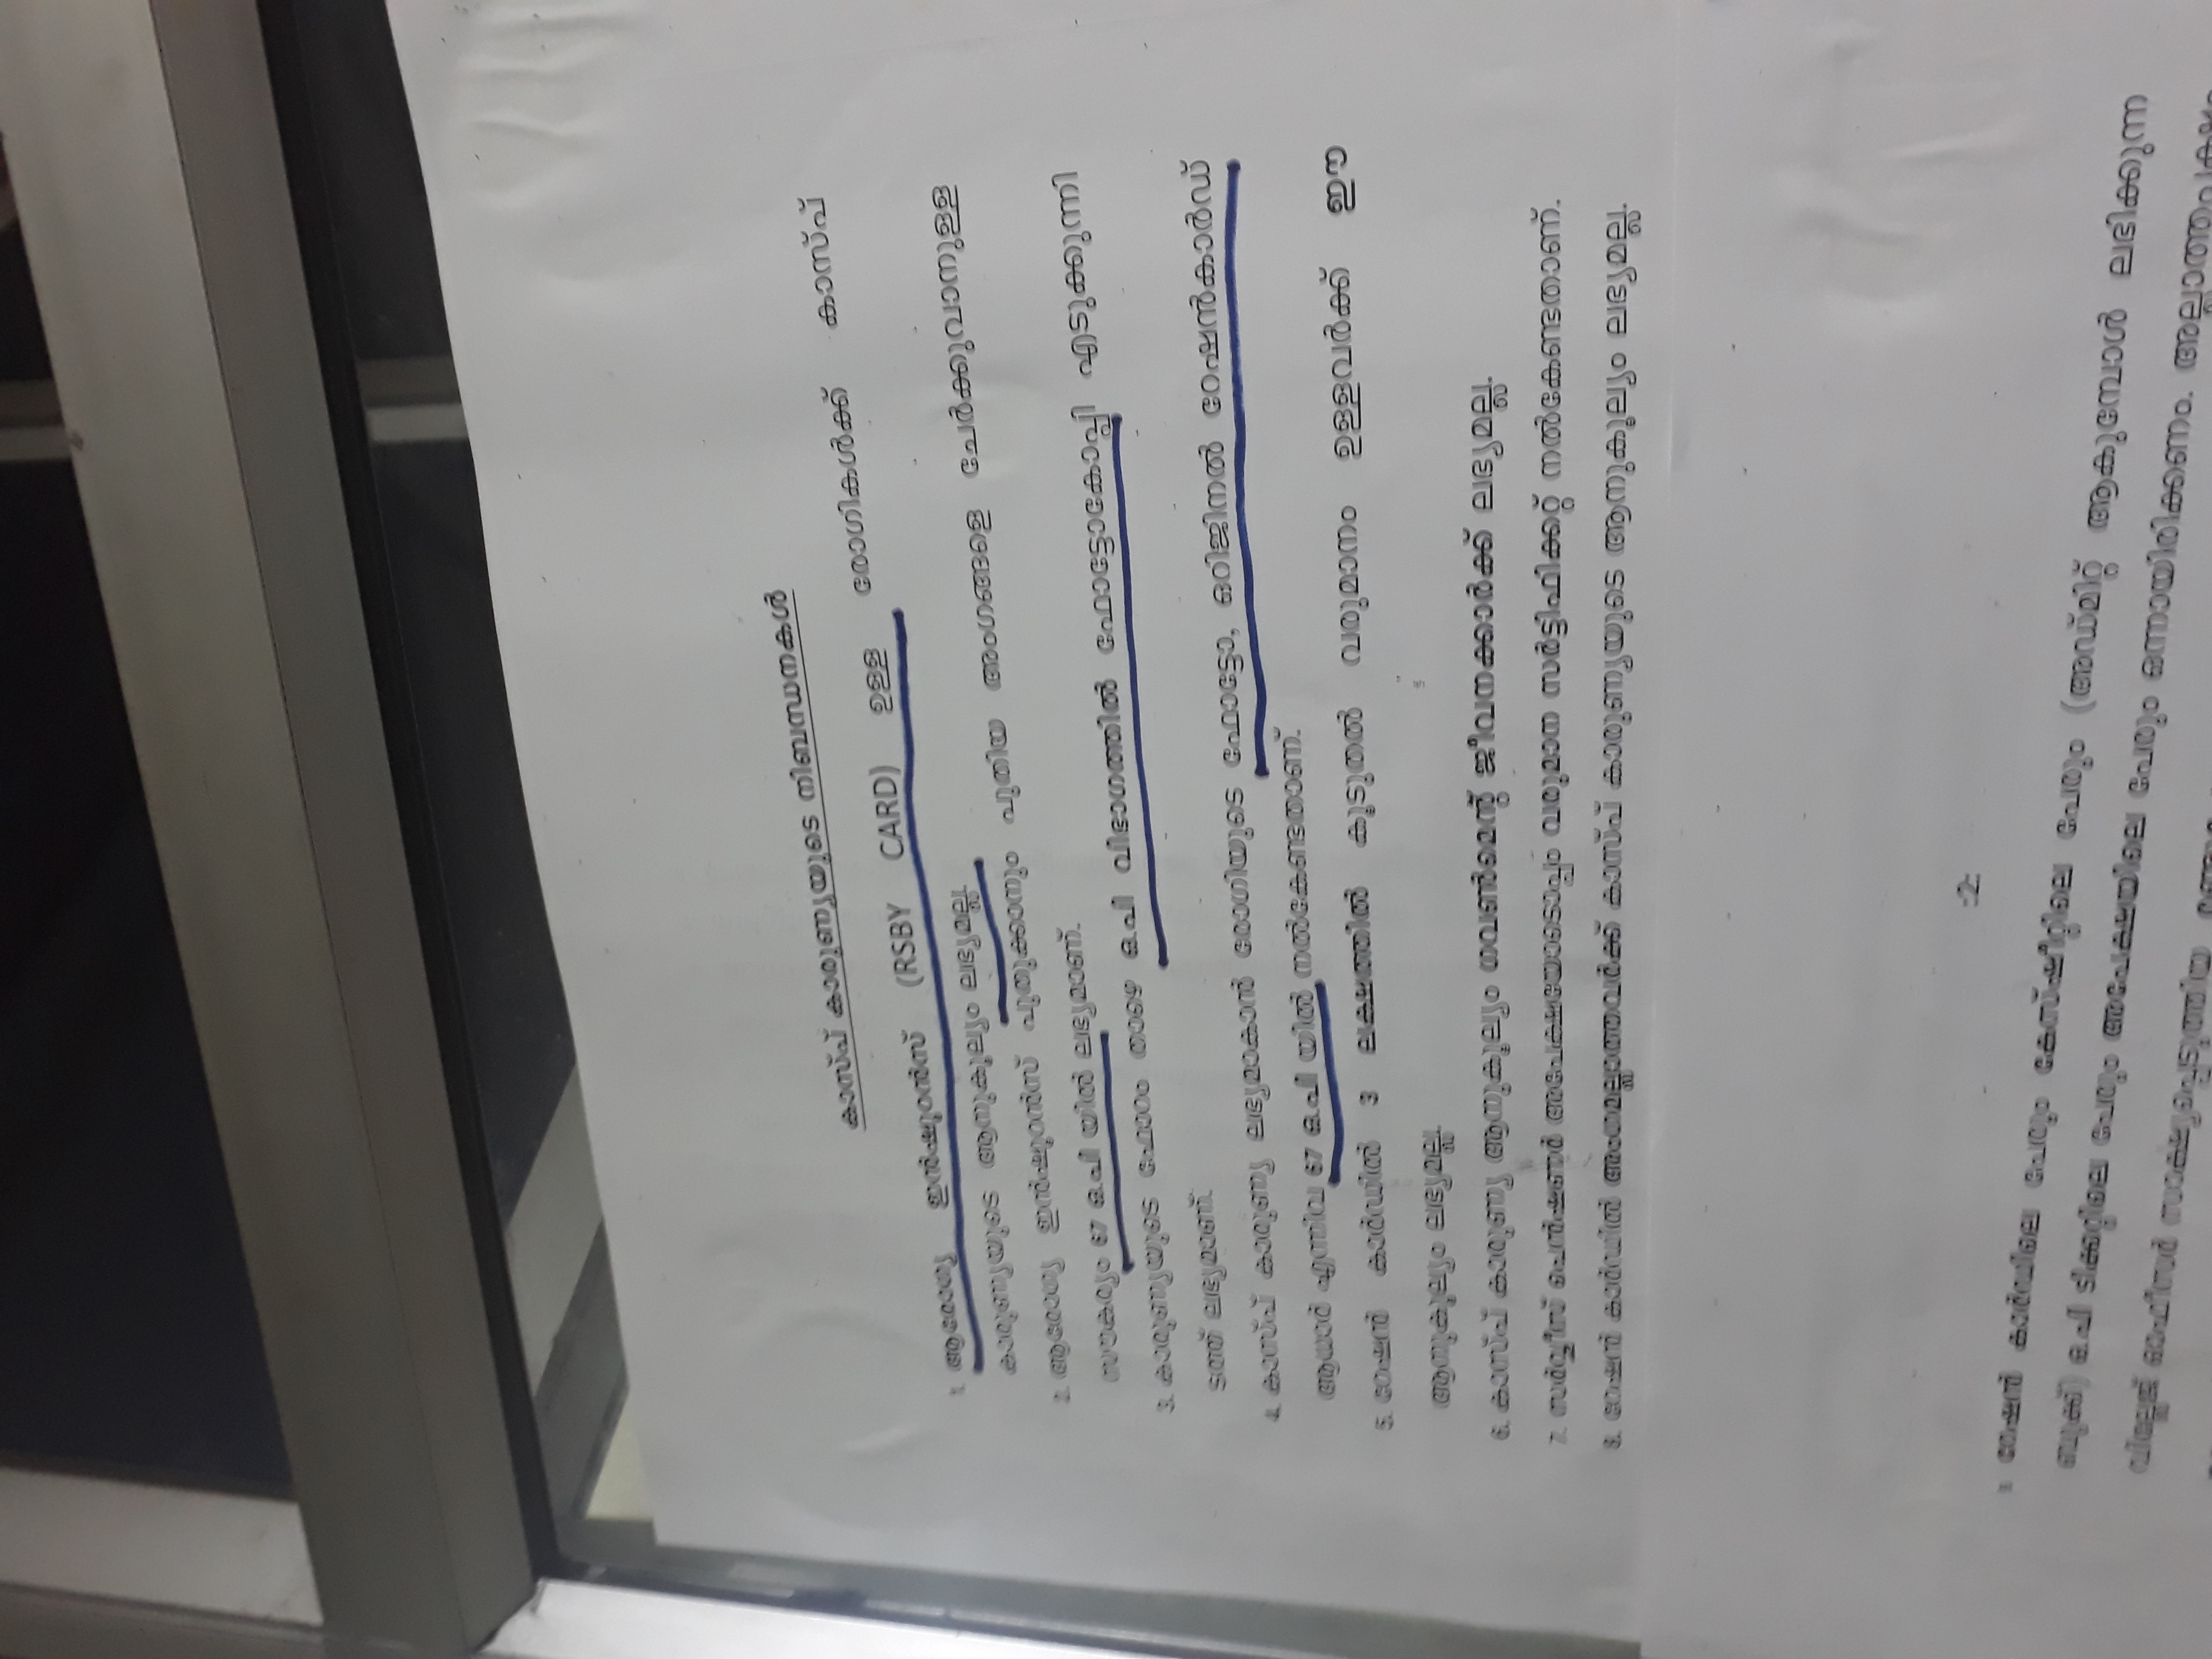 കാസ്പ് കാരുണ്യയുടെ നിബന്ധനകൾ
1. ആരോഗ്യ ഇൻഷുറൻസ് (RSBY CARD) ഉള്ള രോഗികൾക്ക് കാസ്പ്
കാരുണ്യയുടെ ആനുകൂല്യം ലഭ്യമല്ല.
2. ആരോഗ്യ ഇൻഷുറൻസ് പുതുക്കാനും പുതിയ അംഗങ്ങളെ ചേർക്കുവാനുള്ള
സൗകര്യം 67 ഒ.പി യിൽ ലഭ്യമാണ്.
3. കാരുണ്യയുടെ ഫോറം താഴെ ഒ.പി വിഭാഗത്തിൽ ഫോട്ടോകോപ്പി എടുക്കുന്നി
ടത്ത് ലഭ്യമാണ്.
4. കാസ്പ് കാരുണ്യ ലഭ്യമാകാൻ രോഗിയുടെ ഫോട്ടോ, ഒറിജിനൽ റേഷൻകാർഡ്
ആധാർ എന്നിവ 67 ഒ.പി യിൽ നൽകേണ്ടതാണ്.
5. റേഷൻ കാർഡിൽ 3 ലക്ഷത്തിൽ കൂടുതൽ വരുമാനം ഉള്ളവർക്ക് ഈ
ആനുകൂല്യം ലഭ്യമല്ല.
6. കാസ്പ് കാരുണ്യ ആനുകൂല്യം ഗവൺമെന്റ് ജീവനക്കാർക്ക് ലഭ്യമല്ല.
7. സർവ്വീസ് പെൻഷണർ അപേക്ഷയോടൊപ്പം വരുമാന സർട്ടിഫിക്കറ്റ് നൽകേണ്ടതാണ്.
8. റേഷൻ കാർഡിൽ അംഗമല്ലാത്തവർക്ക് കാസ്പ് കാരുണ്യയുടെ ആനുകൂല്യം ലഭ്യമല്ല.
:2:
റേഷൻ കാർഡിലെ പേരും കേസ്ഷീറ്റിലെ പേരും (അഡ്മിറ്റ് ആകുമ്പോൾ ലഭിക്കുന്ന
ബുക്ക്) ഒ.പി ടിക്കറ്റിലെ പേരും അപേക്ഷയിലെ പേരും ഒന്നായിരിക്കണം. അല്ലാത്തപക്ഷം
വില്ലേജ് ഓഫീസർ സാക്ഷ്യപ്പെടുത്തിയ